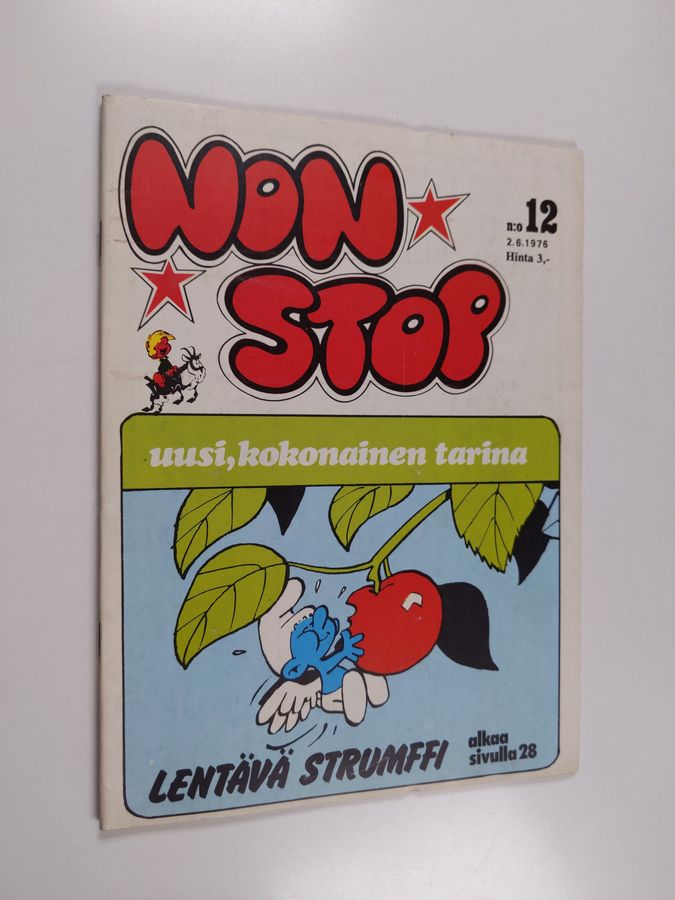 NON
STOP
n:o 12
2.6.1976
Hinta 3,-
uusi, kokonainen tarina
LENTÄVÄ STRUMFFI
alkaa
sivulla 28